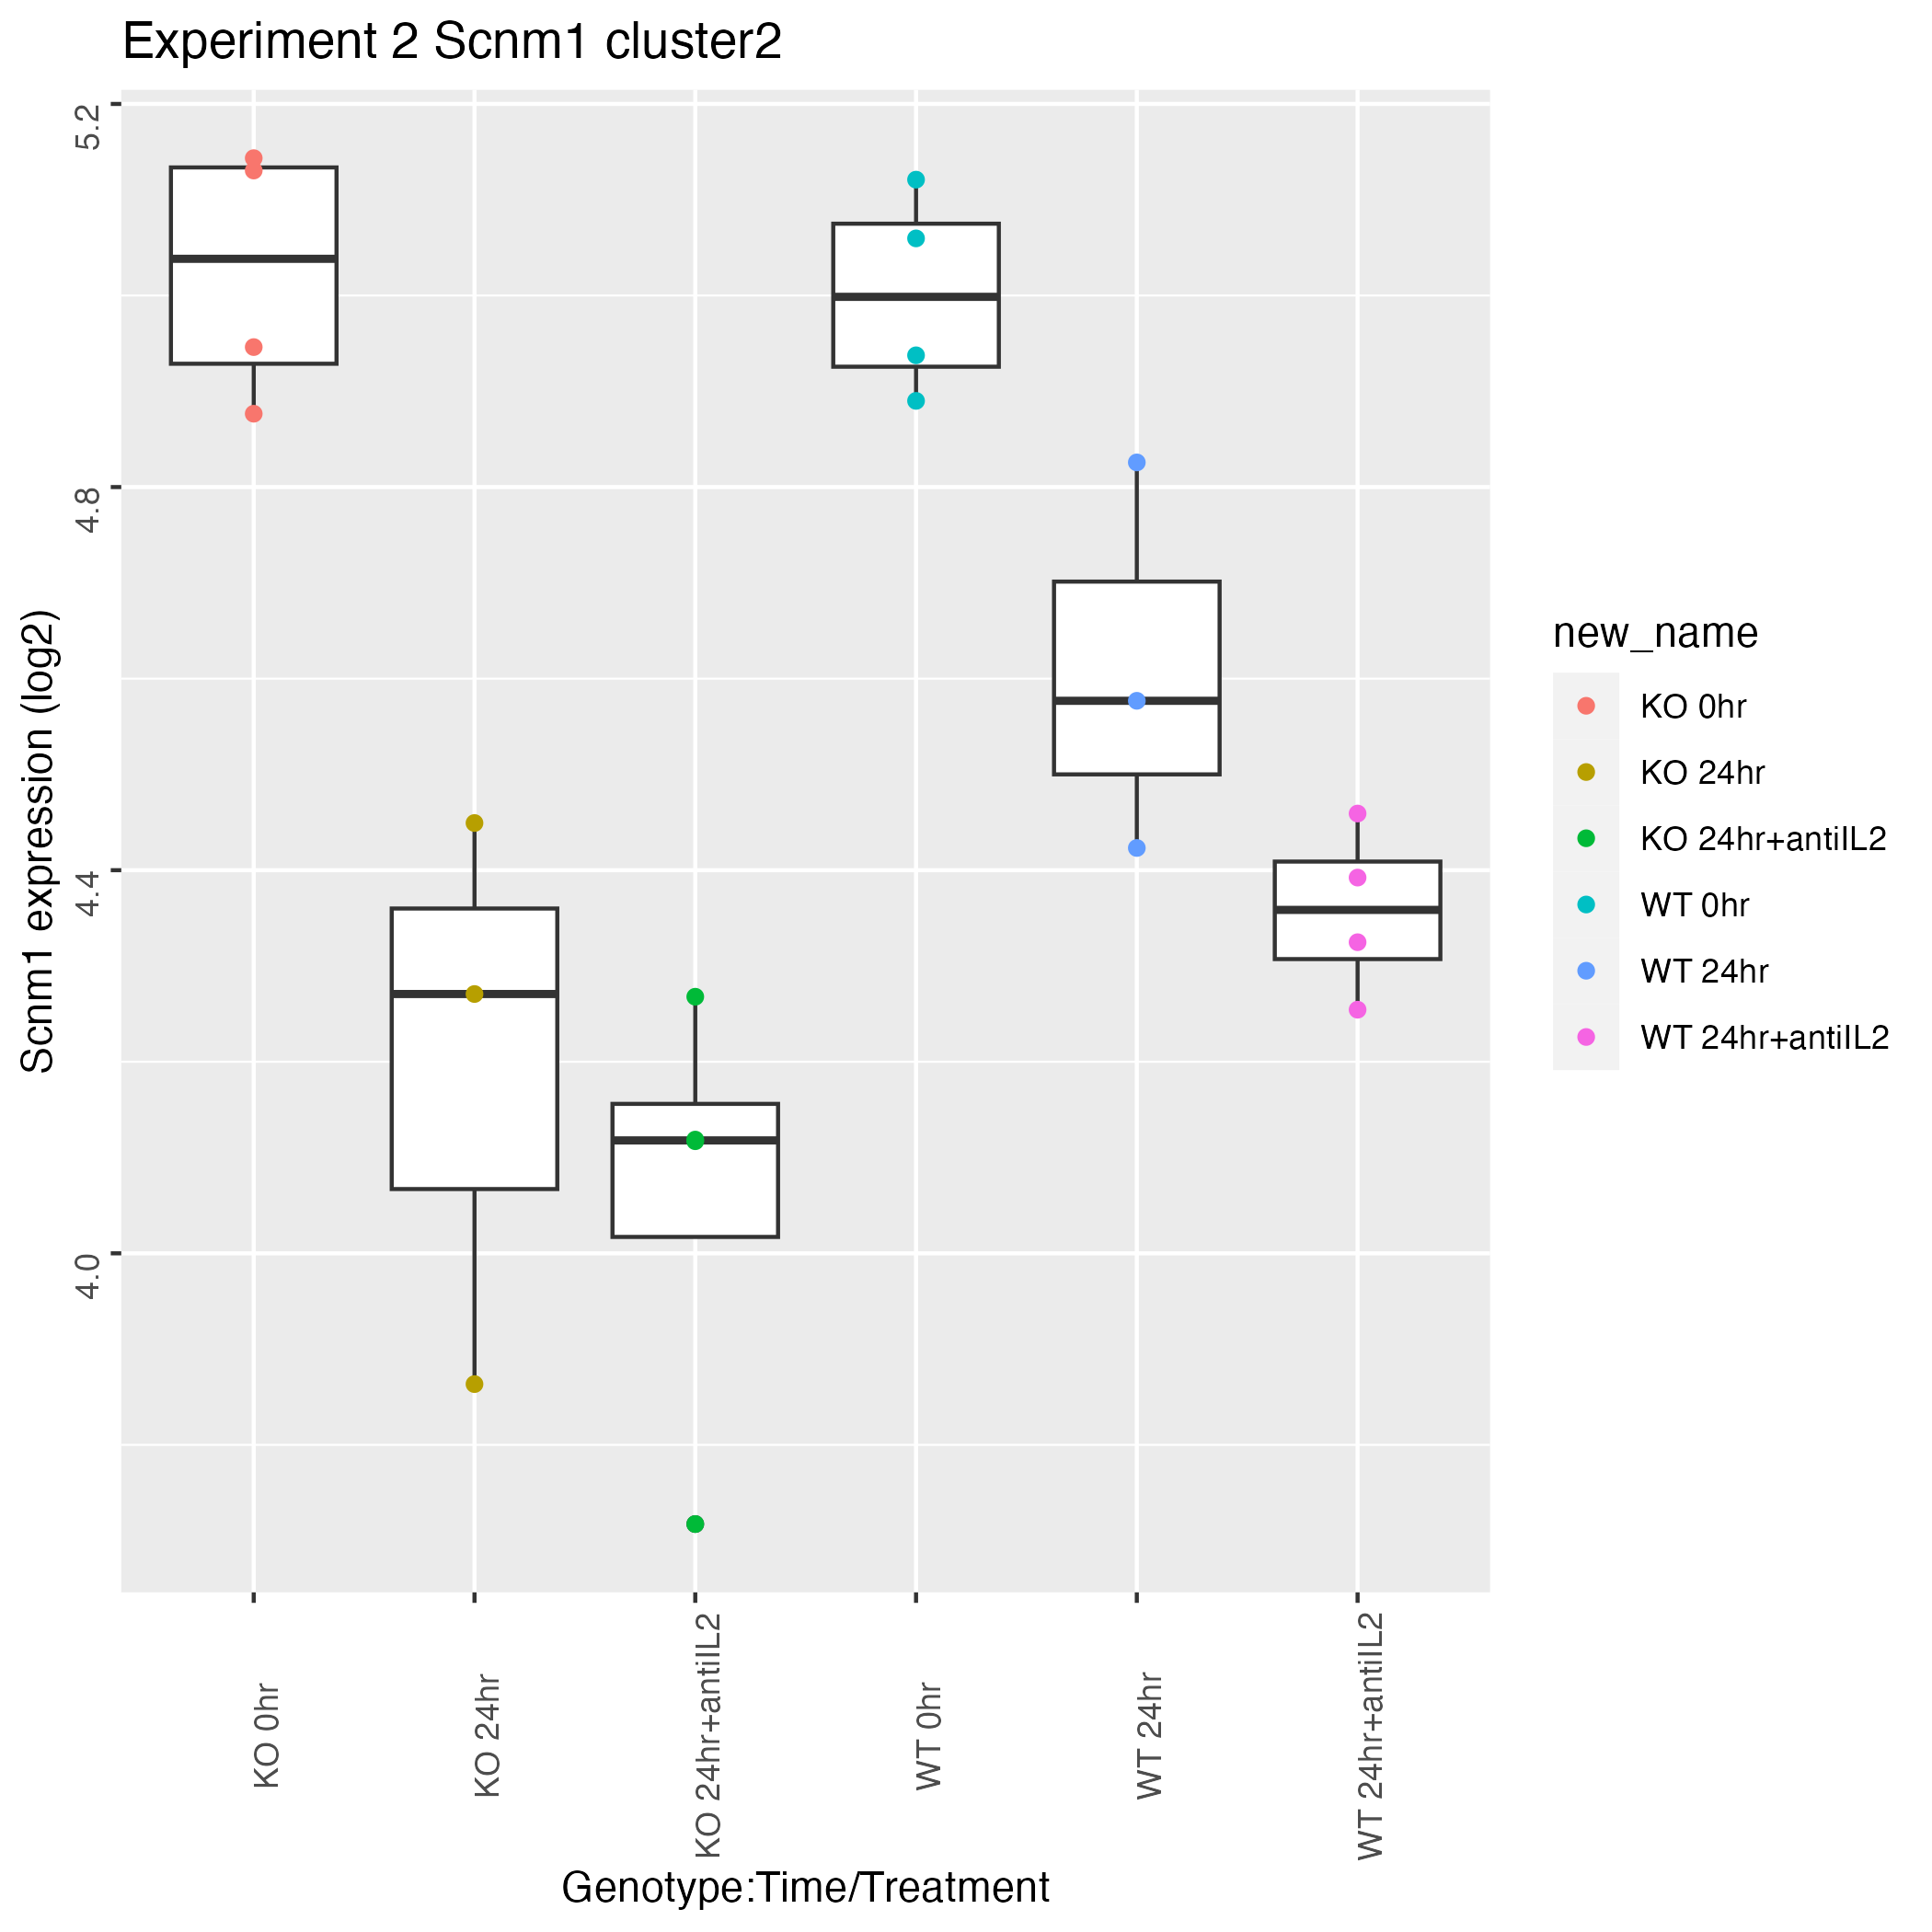 Experiment 2 Scnm1 cluster2
Scnm1 expression (log2)
5.2
4.8
4.4
4.0
KO 0hr
KO 24hr
KO 24hr+antiIL2
WT 0hr
WT 24hr
WT 24hr+antiIL2
Genotype:Time/Treatment
new_name
KO 0hr
KO 24hr
KO 24hr+antiIL2
WT 0hr
WT 24hr
WT 24hr+antiIL2